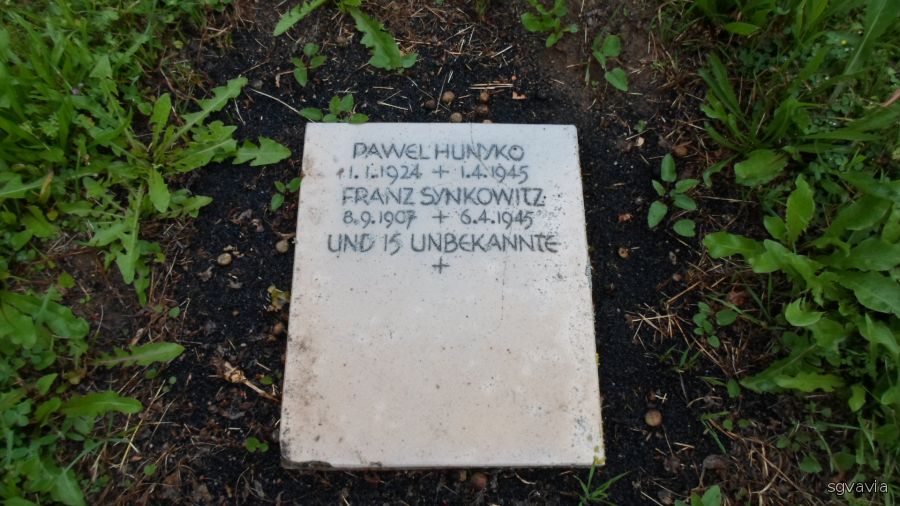 PAWEL HUNYKO
1.1.1924 + 1.4.1945
FRANZ SYNKOWITZ
8.9.1907 + 6.4.1945
UND 15 UNBEKANNTE
+
sgvavia